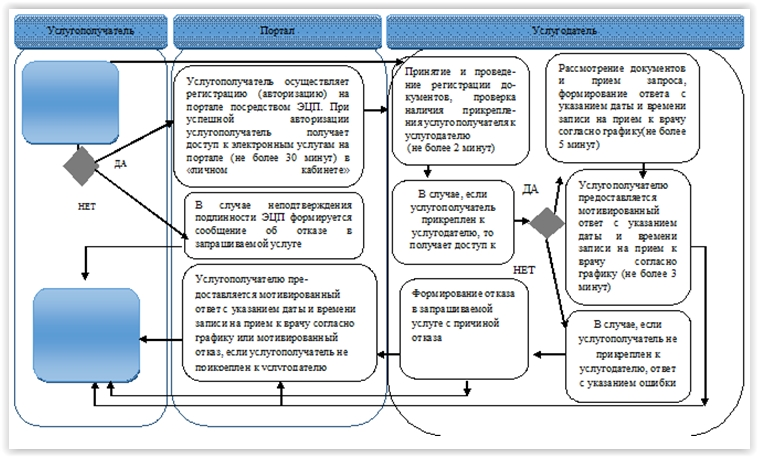 Услугополучатель
Портал
Услугодатель
Услугополучатель осуществляет
регистрацию (авторизацию) на
портале посредством ЭЦП. При
успешной авторизации
услугополучатель получает
доступ к электронным услугам на
портале (не более 30 минут) в
«личном кабинете»
Принятие и проведе-
ние регистрации до-
кументов, проверка
наличия прикрепле-
ния услугополучателя к
услугодателю
(не более 2 минут)
Рассмотрение документов
и прием запроса,
формирование ответа с
указанием даты и времени
записи на прием к врачу
согласно графику(не более
5 минут)
ДА
НЕТ
В случае неподтверждения
подлинности ЭЦП формируется
сообщение об отказе в
запрашиваемой услуге
В случае, если
услугополучатель
прикреплен к
услугодателю, то
получает доступ к
ДА
НЕТ
Услугополучателю
предоставляется
мотивированный
ответ с указанием
даты и времени
записи на прием к
врачу согласно
графику (не более 3
минут)
Услугополучателю пре-
доставляется мотивированный
ответ с указанием даты и времени
записи на прием к врачу согласно
графику или мотивированный
отказ, если услугополучатель не
прикреплен к услугодателю
Формирование отказа
в запрашиваемой
услуге с причиной
отказа
В случае, если
услугополучатель не
прикреплен к
услугодателю, ответ
с указанием ошибки